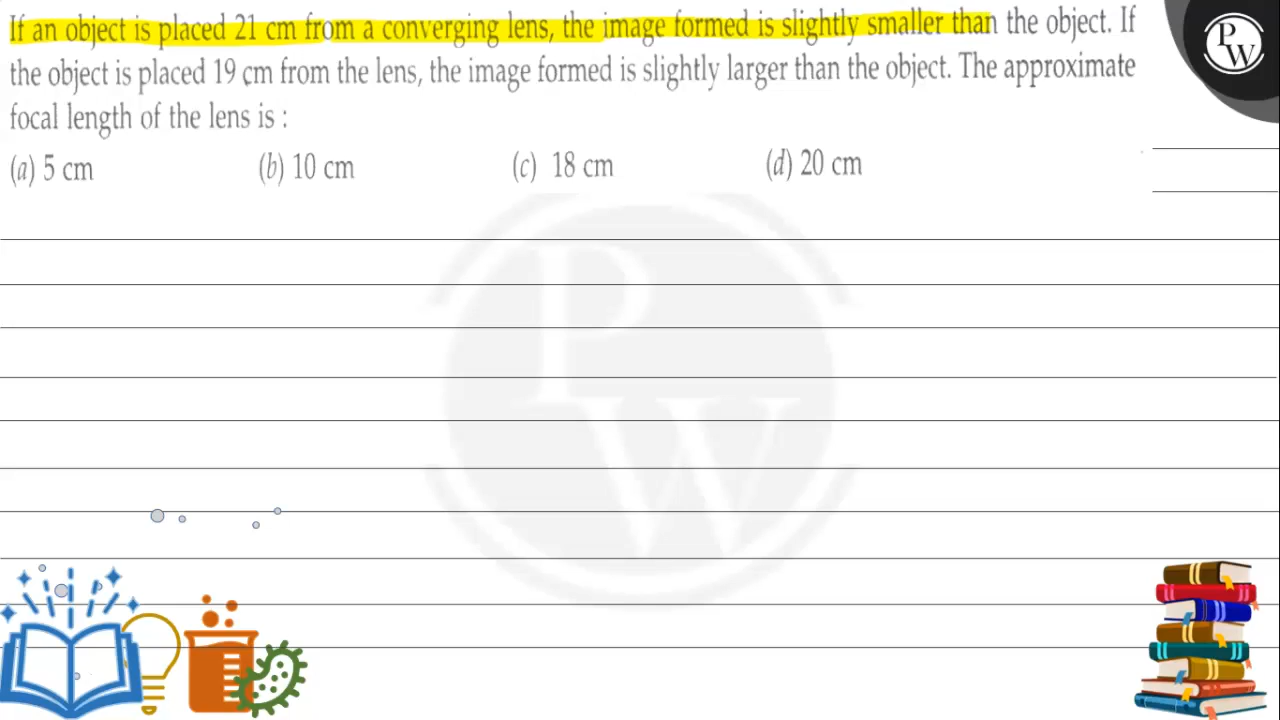 If an object is placed 21 cm from a converging lens, the image formed is slightly smaller than the object. If
the object is placed 19 cm from the lens, the image formed is slightly larger than the object. The approximate
focal length of the lens is :
(a) 5 cm (b) 10 cm (c) 18 cm (d) 20 cm
P
W
P
W